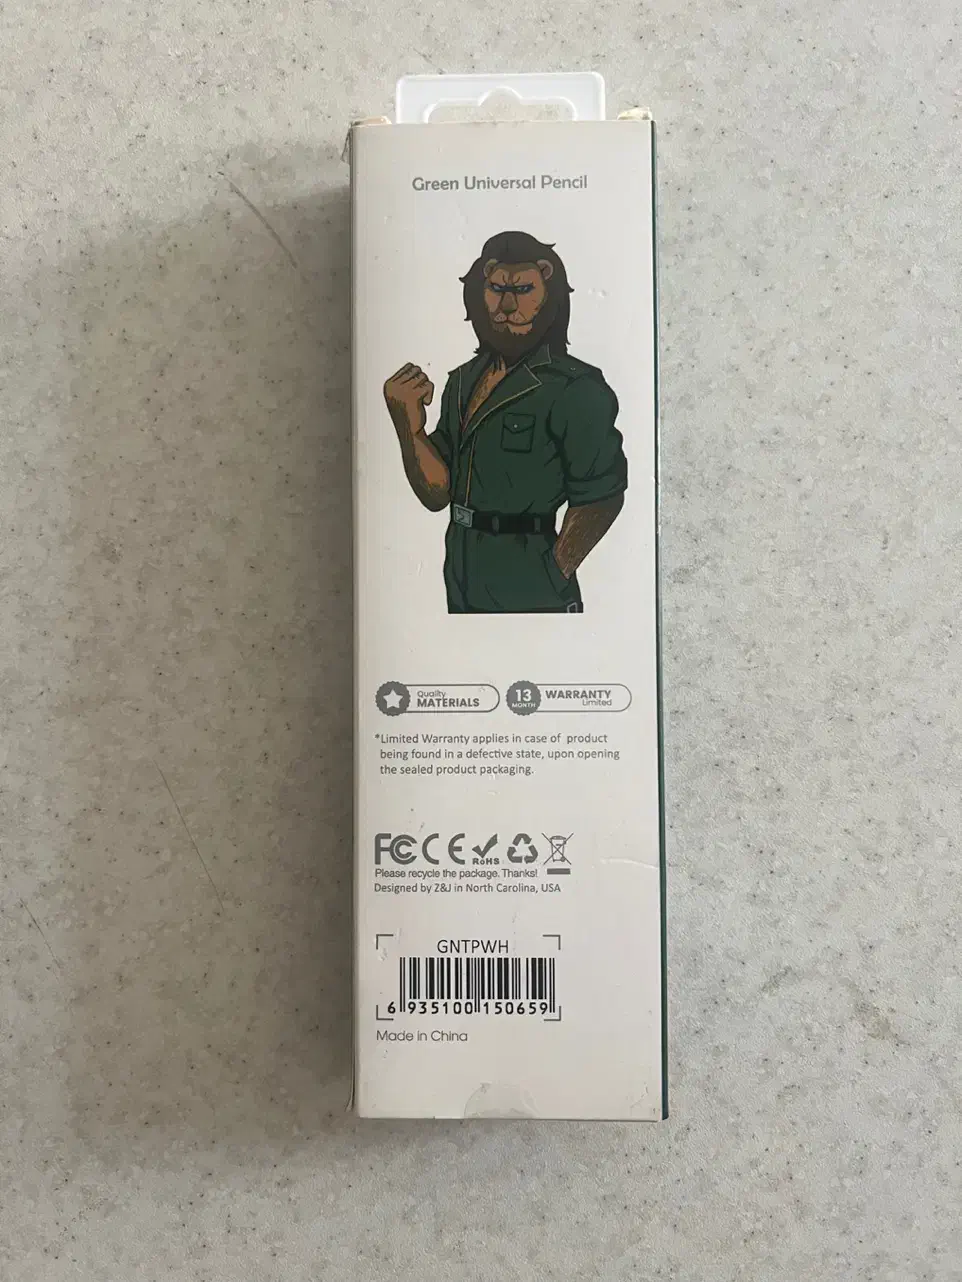 Green Universal Pencil
Quality
MATERIALS
13
MONTH
WARRANTY
Limited
*Limited Warranty applies in case of product
being found in a defective state, upon opening
the sealed product packaging.
FC CE RoHS
Please recycle the package. Thanks!
Designed by Z&J in North Carolina, USA
GNTPWH
6 935100 150659
Made in China